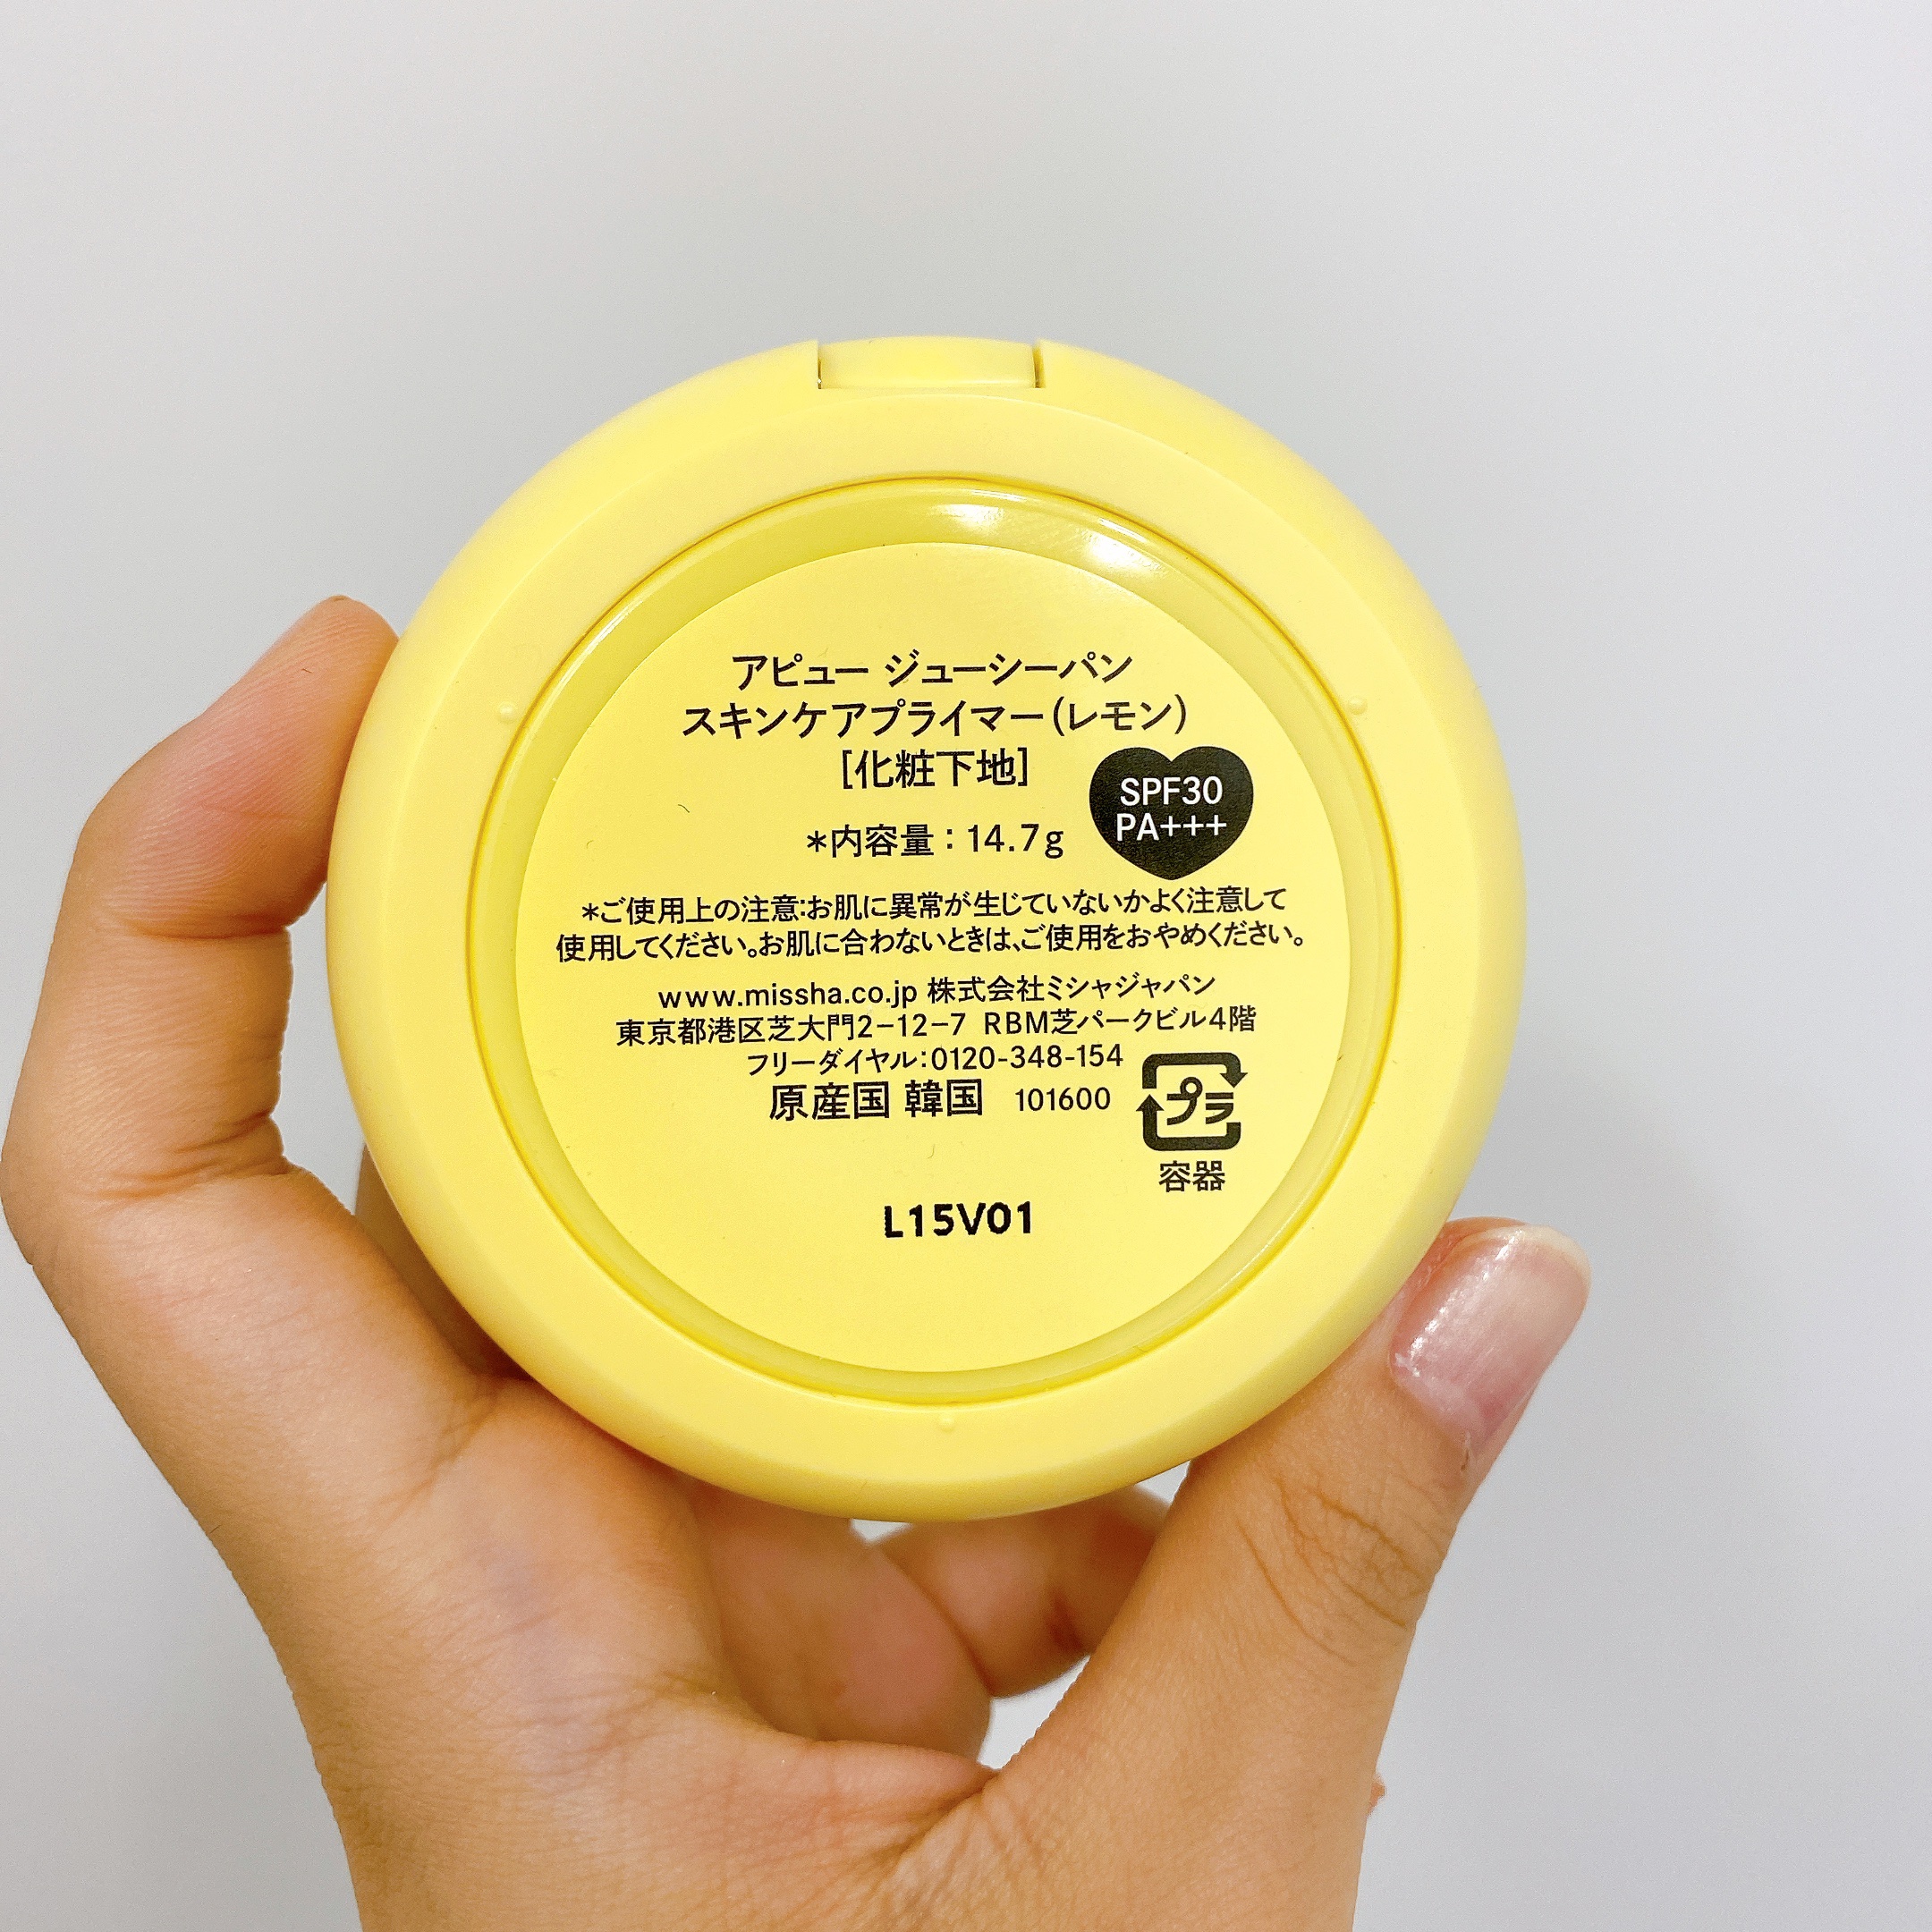 アピュー ジューシーパン
スキンケアプライマー(レモン)
[化粧下地]
SPF30
PA+++
*内容量:14.7g
*ご使用上の注意:お肌に異常が生じていないかよく注意して
使用してください。お肌に合わないときは、ご使用をおやめください。
www.missha.co.jp 株式会社ミシャジャパン
東京都港区芝大門2-12-7 RBM芝パークビル4階
フリーダイヤル:0120-348-154
原産国 韓国 101600
プラ
容器
L15V01